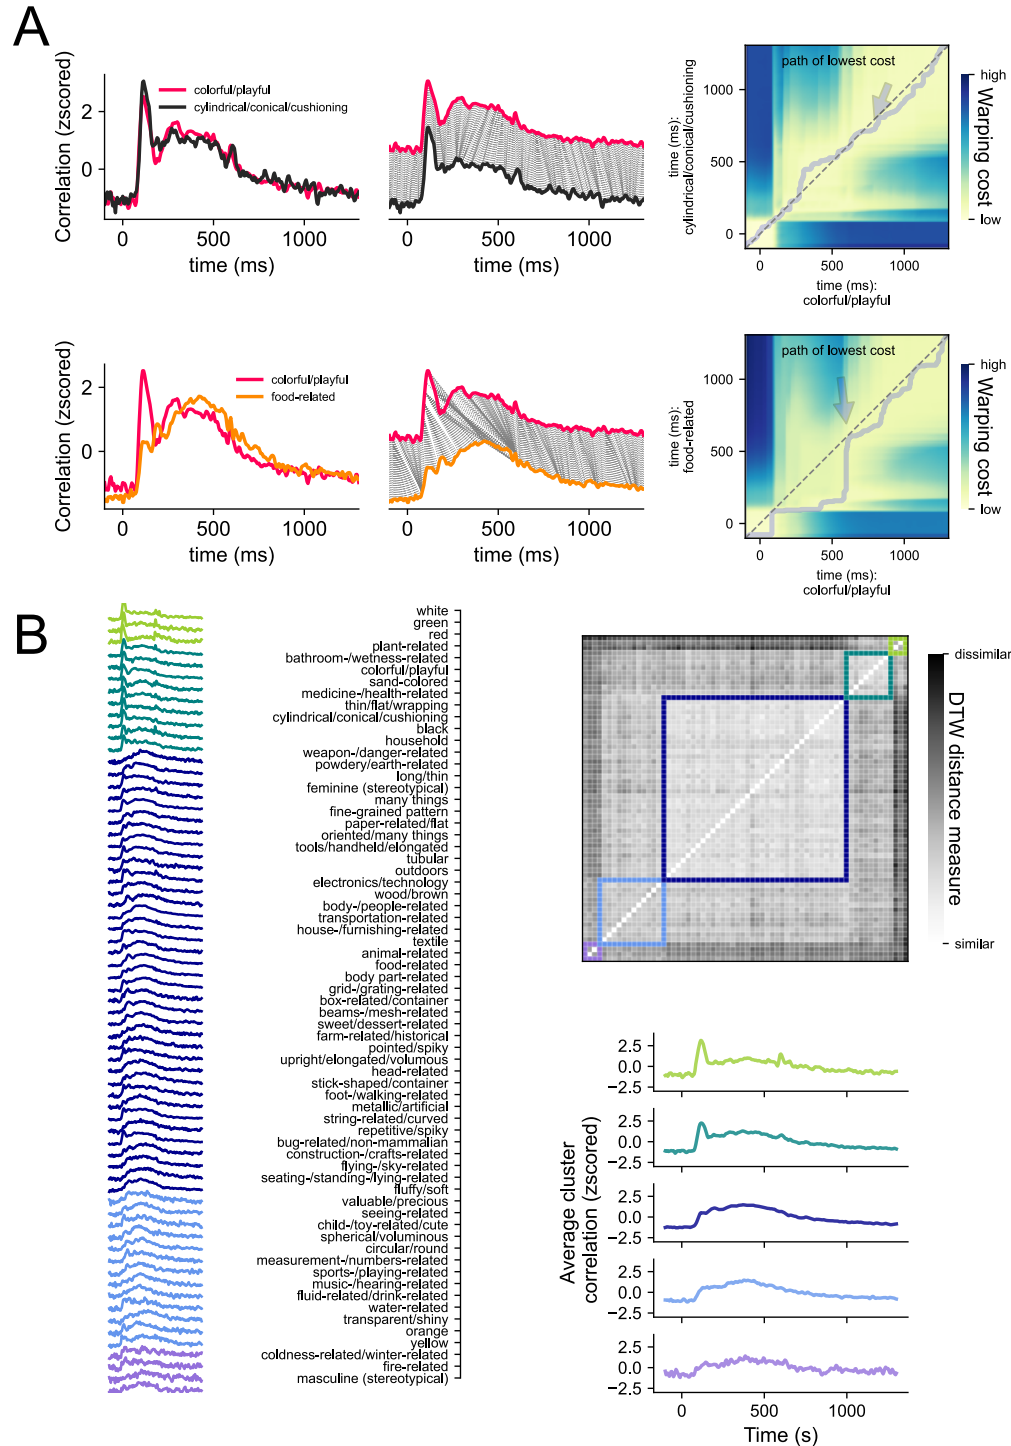 A
Correlation (zscored)
2
0
colorful/playful
cylindrical/conical/cushioning
0
500
1000
time (ms)
0
500
1000
time (ms)
time (ms):
cylindrical/conical/cushioning
1000
500
0
path of lowest cost
0
500
1000
time (ms):
colorful/playful
high
low
Warping cost
Correlation (zscored)
2
0
colorful/playful
food-related
0
500
1000
time (ms)
0
500
1000
time (ms)
time (ms):
food-related
1000
500
0
path of lowest cost
0
500
1000
time (ms):
colorful/playful
high
low
Warping cost
B
white
green
red
plant-related
bathroom-/wetness-related
colorful/playful
sand-colored
medicine-/health-related
thin/flat/wrapping
cylindrical/conical/cushioning
black
household
weapon-/danger-related
powdery/earth-related
long/thin
feminine (stereotypical)
many things
fine-grained pattern
paper-related/flat
oriented/many things
tools/handheld/elongated
tubular
outdoors
electronics/technology
wood/brown
body-/people-related
transportation-related
house-/furnishing-related
textile
animal-related
food-related
body part-related
grid-/grating-related
box-related/container
beams-/mesh-related
sweet/dessert-related
farm-related/historical
pointed/spiky
upright/elongated/volumous
head-related
stick-shaped/container
foot-/walking-related
metallic/artificial
string-related/curved
repetitive/spiky
bug-related/non-mammalian
construction-/crafts-related
flying-/sky-related
seating-/standing-/lying-related
fluffy/soft
valuable/precious
seeing-related
child-/toy-related/cute
spherical/voluminous
circular/round
measurement-/numbers-related
sports-/playing-related
music-/hearing-related
fluid-related/drink-related
water-related
transparent/shiny
orange
yellow
coldness-related/winter-related
fire-related
masculine (stereotypical)
dissimilar
similar
DTW distance measure
Average cluster
correlation (zscored)
2.5
0.0
−2.5
2.5
0.0
−2.5
2.5
0.0
−2.5
2.5
0.0
−2.5
2.5
0.0
−2.5
0
500
1000
Time (s)